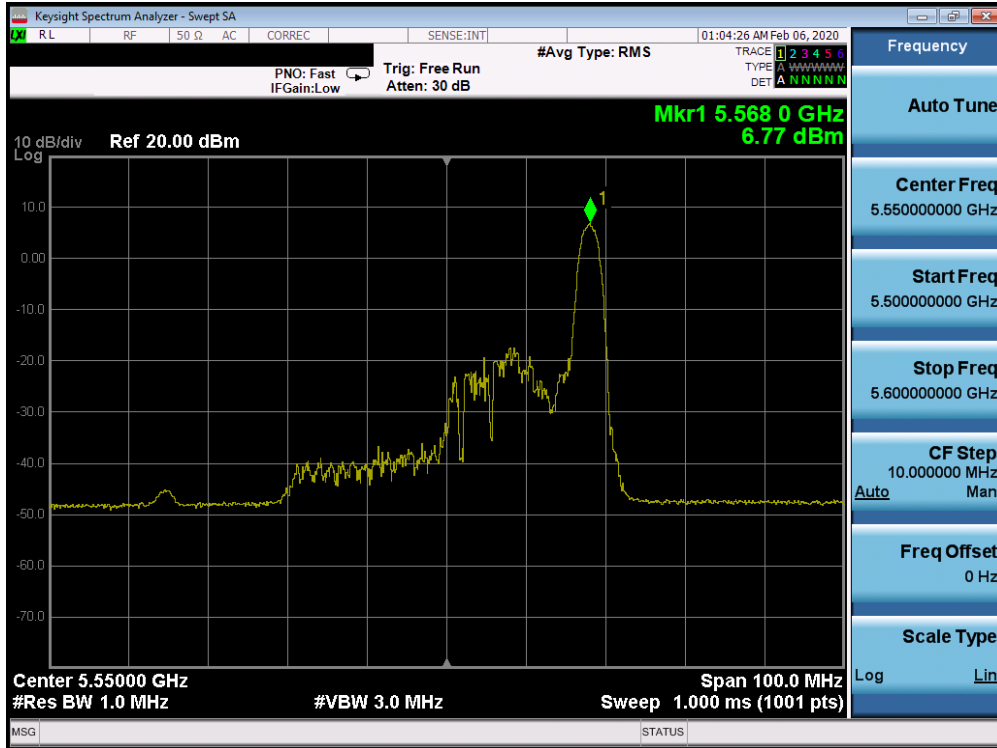 Keysight Spectrum Analyzer - Swept SA
LXI RL RF 50 Ω AC CORREC SENSE:INT 01:04:26 AM Feb 06, 2020
#Avg Type: RMS TRACE 1 2 3 4 5 6
PNO: Fast Trig: Free Run TYPE A WWWWW
IFGain:Low Atten: 30 dB DET A N N N N N
Mkr1 5.568 0 GHz
6.77 dBm
10 dB/div Ref 20.00 dBm
Log
1
10.0
0.00
-10.0
-20.0
-30.0
-40.0
-50.0
-60.0
-70.0
Center 5.55000 GHz Span 100.0 MHz
#Res BW 1.0 MHz #VBW 3.0 MHz Sweep 1.000 ms (1001 pts)
MSG STATUS
Frequency
Auto Tune
Center Freq
5.550000000 GHz
Start Freq
5.500000000 GHz
Stop Freq
5.600000000 GHz
CF Step
10.000000 MHz
Auto Man
Freq Offset
0 Hz
Scale Type
Log Lin